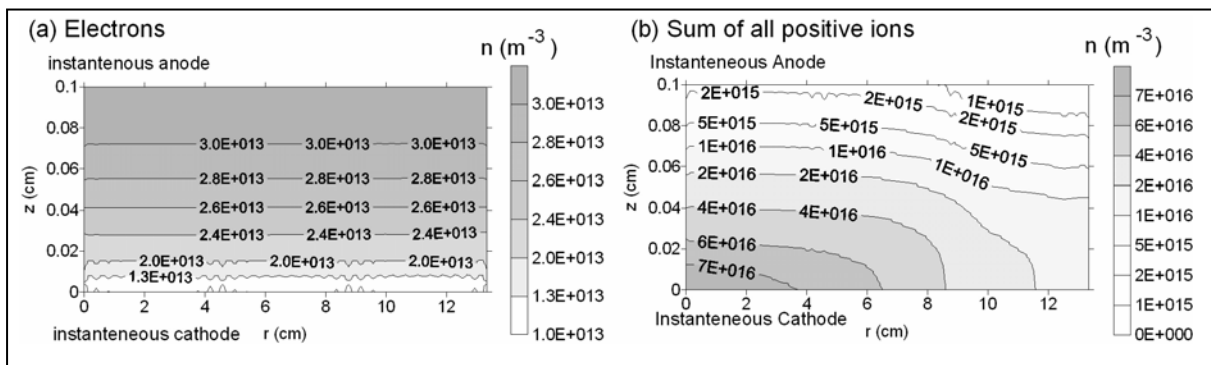 (a) Electrons
n (m⁻³)
instantenous anode
0.1
0.08
0.06
0.04
0.02
0
z (cm)
3.0E+013 3.0E+013 3.0E+013
2.8E+013 2.8E+013 2.8E+013
2.6E+013 2.6E+013 2.6E+013
2.4E+013 2.4E+013 2.4E+013
2.0E+013 2.0E+013 2.0E+013
1.3E+013
0 2 4 6 8 10 12
instanteneous cathode r (cm)
3.0E+013
2.8E+013
2.6E+013
2.4E+013
2.0E+013
1.3E+013
1.0E+013
(b) Sum of all positive ions
n (m⁻³)
Instantaneous Anode
0.1
0.08
0.06
0.04
0.02
0
z (cm)
2E+015 2E+015 1E+015
2E+015
5E+015 5E+015 5E+015
1E+016 1E+016 1E+016
2E+016 2E+016
4E+016 4E+016
6E+016
7E+016
0 2 4 6 8 10 12
Instantaneous Cathode r (cm)
7E+016
6E+016
4E+016
2E+016
1E+016
5E+015
2E+015
1E+015
0E+000